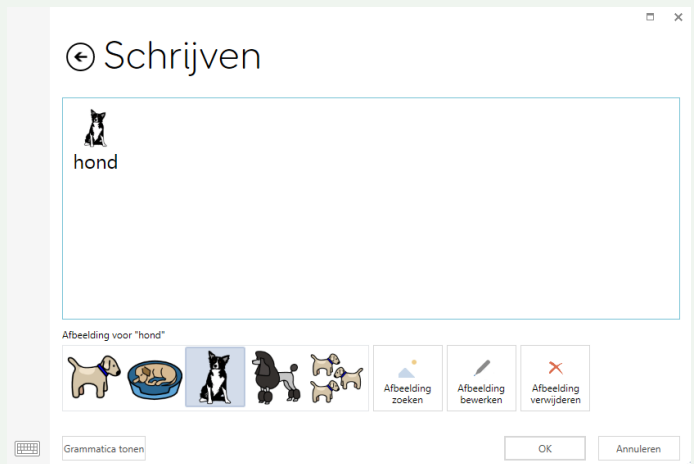 Schrijven
hond
Afbeelding voor "hond"
Afbeelding
zoeken
Afbeelding
bewerken
Afbeelding
verwijderen
Grammatica tonen
OK
Annuleren